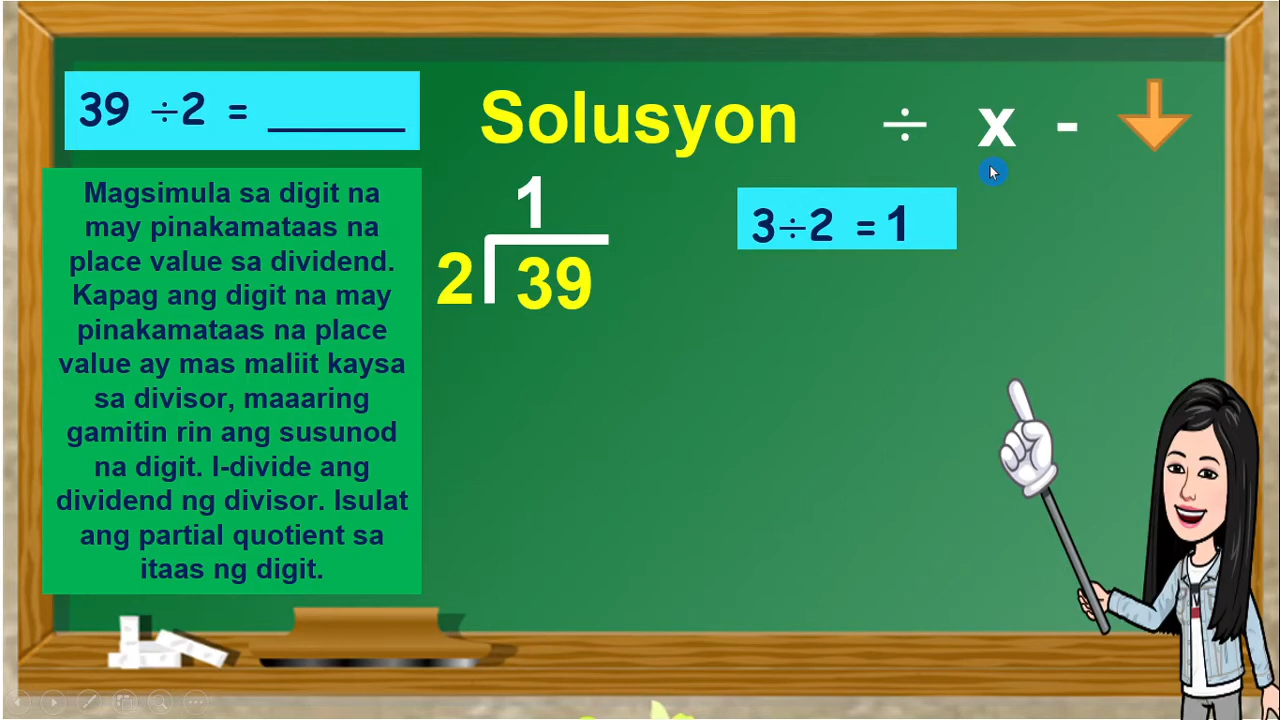 39 ÷2 = ______
Solusyon ÷ x -
Magsimula sa digit na
may pinakamataas na
place value sa dividend.
Kapag ang digit na may
pinakamataas na place
value ay mas maliit kaysa
sa divisor, maaaring
gamitin rin ang susunod
na digit. I-divide ang
dividend ng divisor. Isulat
ang partial quotient sa
itaas ng digit.
1
2 39
3÷2 = 1